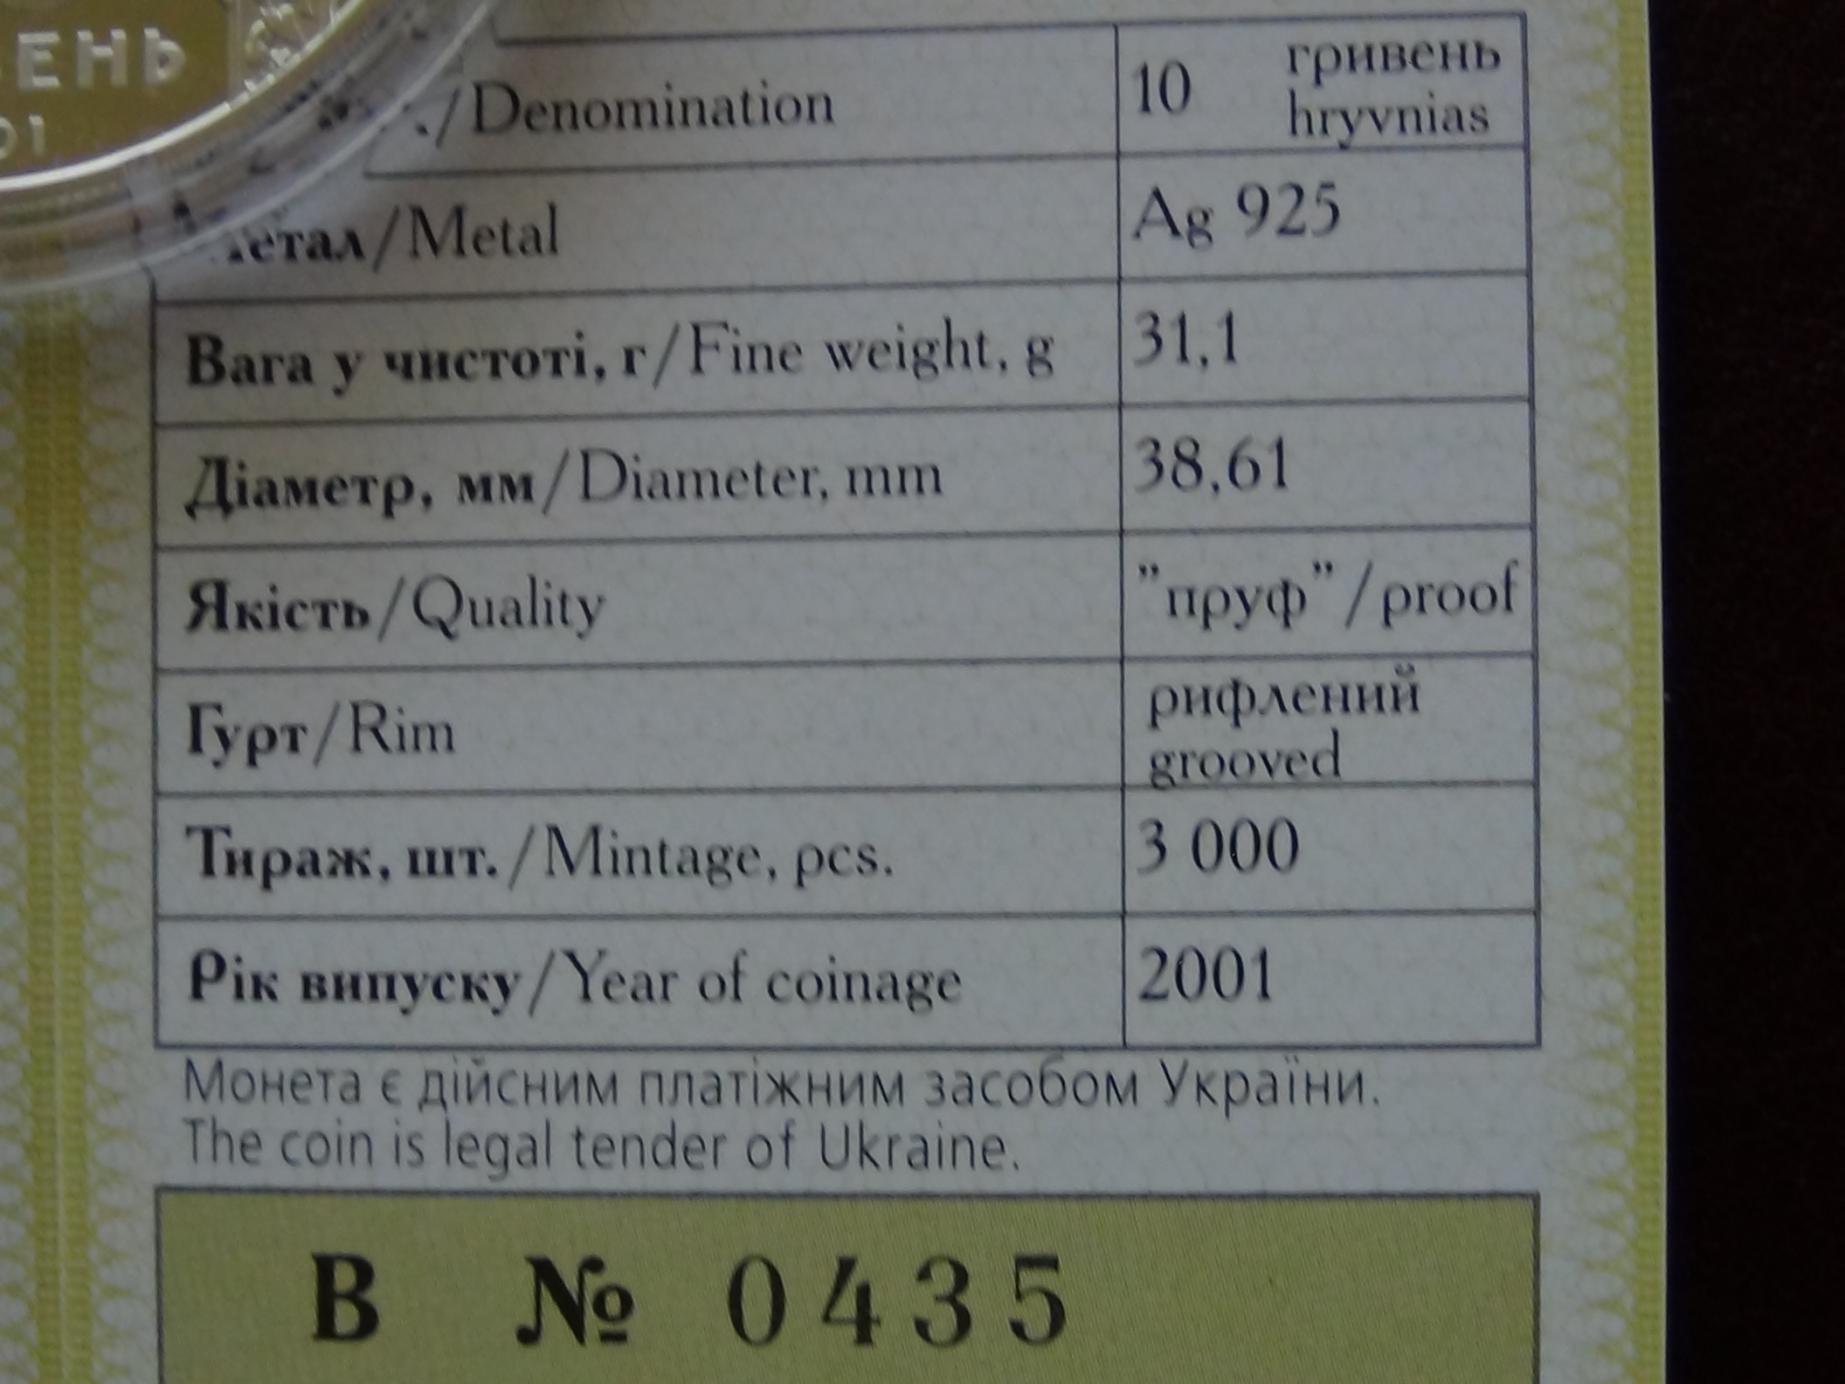 ЕНЬ
01
/Denomination
10 гривень
hryvnias
Метал/Metal
Ag 925
Вага у чистоті, г/Fine weight, g
31,1
Діаметр, мм/Diameter, mm
38,61
Якість/Quality
"пруф"/proof
Гурт/Rim
рифлений
grooved
Тираж, шт./Mintage, pcs.
3 000
Рік випуску/Year of coinage
2001
Монета є дійсним платіжним засобом України.
The coin is legal tender of Ukraine.
В № 0435